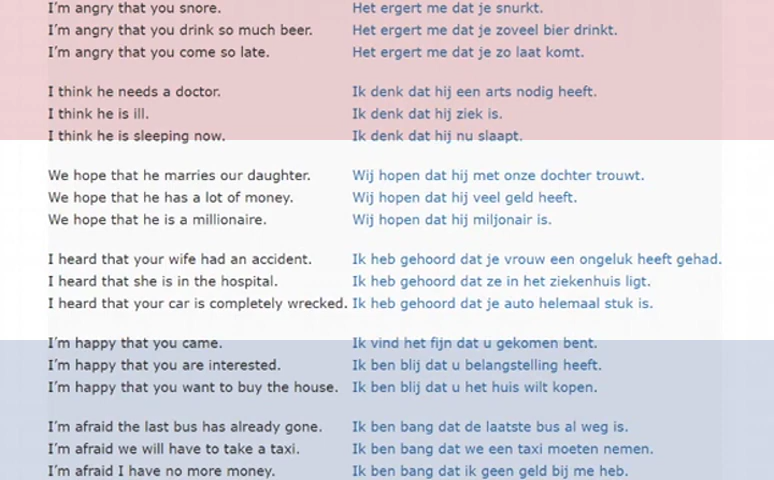 I'm angry that you snore. Het ergert me dat je snurkt.
I'm angry that you drink so much beer. Het ergert me dat je zoveel bier drinkt.
I'm angry that you come so late. Het ergert me dat je zo laat komt.
I think he needs a doctor. Ik denk dat hij een arts nodig heeft.
I think he is ill. Ik denk dat hij ziek is.
I think he is sleeping now. Ik denk dat hij nu slaapt.
We hope that he marries our daughter. Wij hopen dat hij met onze dochter trouwt.
We hope that he has a lot of money. Wij hopen dat hij veel geld heeft.
We hope that he is a millionaire. Wij hopen dat hij miljonair is.
I heard that your wife had an accident. Ik heb gehoord dat je vrouw een ongeluk heeft gehad.
I heard that she is in the hospital. Ik heb gehoord dat ze in het ziekenhuis ligt.
I heard that your car is completely wrecked. Ik heb gehoord dat je auto helemaal stuk is.
I'm happy that you came. Ik vind het fijn dat u gekomen bent.
I'm happy that you are interested. Ik ben blij dat u belangstelling heeft.
I'm happy that you want to buy the house. Ik ben blij dat u het huis wilt kopen.
I'm afraid the last bus has already gone. Ik ben bang dat de laatste bus al weg is.
I'm afraid we will have to take a taxi. Ik ben bang dat we een taxi moeten nemen.
I'm afraid I have no more money. Ik ben bang dat ik geen geld bij me heb.